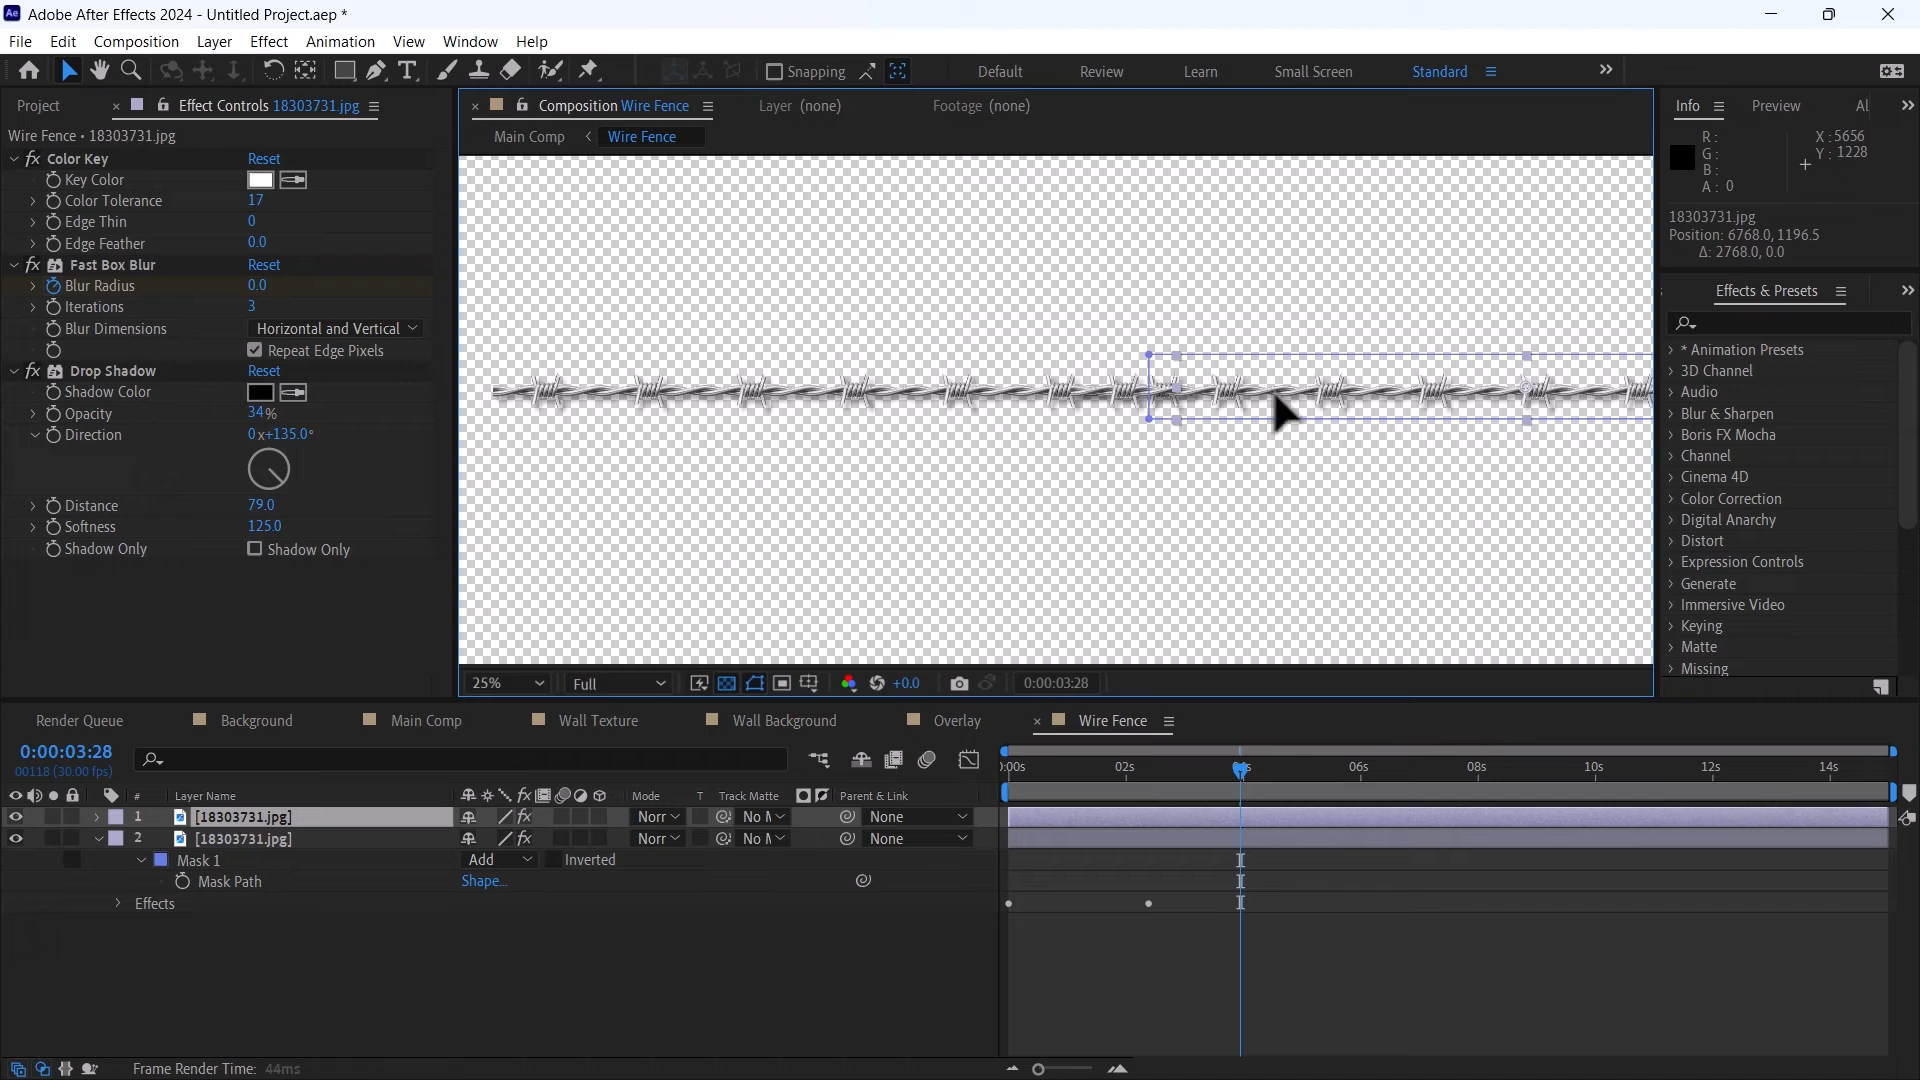 Adobe After Effects 2024 - Untitled Project.aep *
File Edit Composition Layer Effect Animation View Window Help
Snapping Default Review Learn Small Screen Standard
Project Effect Controls 18303731.jpg
Wire Fence • 18303731.jpg
fx Color Key Reset
Key Color
Color Tolerance 17
Edge Thin 0
Edge Feather 0.0
fx Fast Box Blur Reset
Blur Radius 0.0
Iterations 3
Blur Dimensions Horizontal and Vertical
Repeat Edge Pixels
fx Drop Shadow Reset
Shadow Color
Opacity 34%
Direction 0x+135.0°
Distance 79.0
Softness 125.0
Shadow Only Shadow Only
Composition Wire Fence Layer (none) Footage (none)
Main Comp Wire Fence
25% Full +0.0 0:00:03:28
Info Preview Al
R : X : 5656
G : Y : 1228
B :
A : 0
18303731.jpg
Position: 6768.0, 1196.5
Δ: 2768.0, 0.0
Effects & Presets
* Animation Presets
3D Channel
Audio
Blur & Sharpen
Boris FX Mocha
Channel
Cinema 4D
Color Correction
Digital Anarchy
Distort
Expression Controls
Generate
Immersive Video
Keying
Matte
Missing
Render Queue Background Main Comp Wall Texture Wall Background Overlay Wire Fence
0:00:03:28
00118 (30.00 fps)
):00s 02s 06s 08s 10s 12s 14s
# Layer Name fx Mode T Track Matte Parent & Link
1 [18303731.jpg] fx Norr No M None
2 [18303731.jpg] fx Norr No M None
Mask 1 Add Inverted
Mask Path Shape...
Effects
Frame Render Time: 44ms